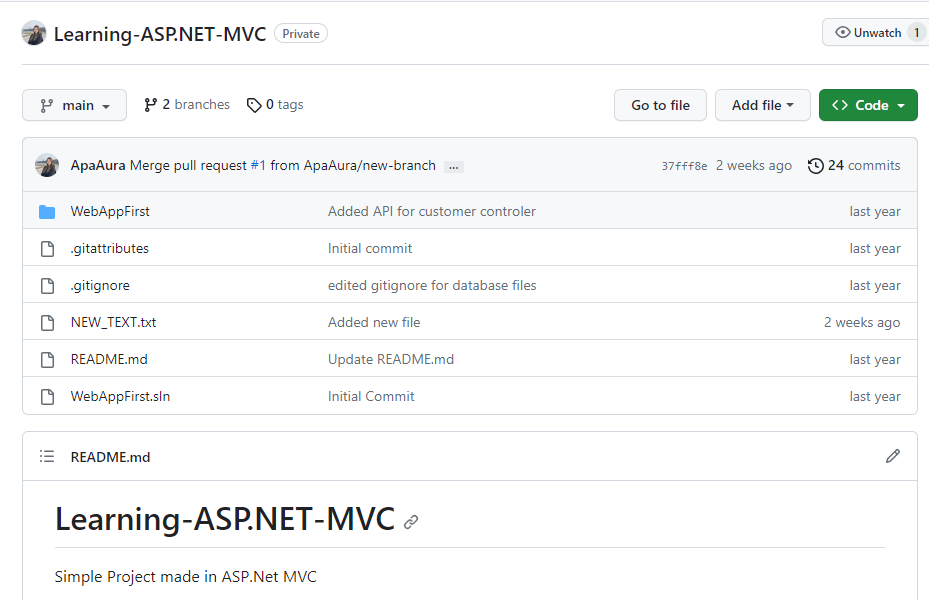 Learning-ASP.NET-MVC Private Unwatch 1
main 2 branches 0 tags Go to file Add file <> Code
ApaAura Merge pull request #1 from ApaAura/new-branch ... 37fff8e 2 weeks ago 24 commits
WebAppFirst Added API for customer controler last year
.gitattributes Initial commit last year
.gitignore edited gitignore for database files last year
NEW_TEXT.txt Added new file 2 weeks ago
README.md Update README.md last year
WebAppFirst.sln Initial Commit last year
README.md
Learning-ASP.NET-MVC
Simple Project made in ASP.Net MVC